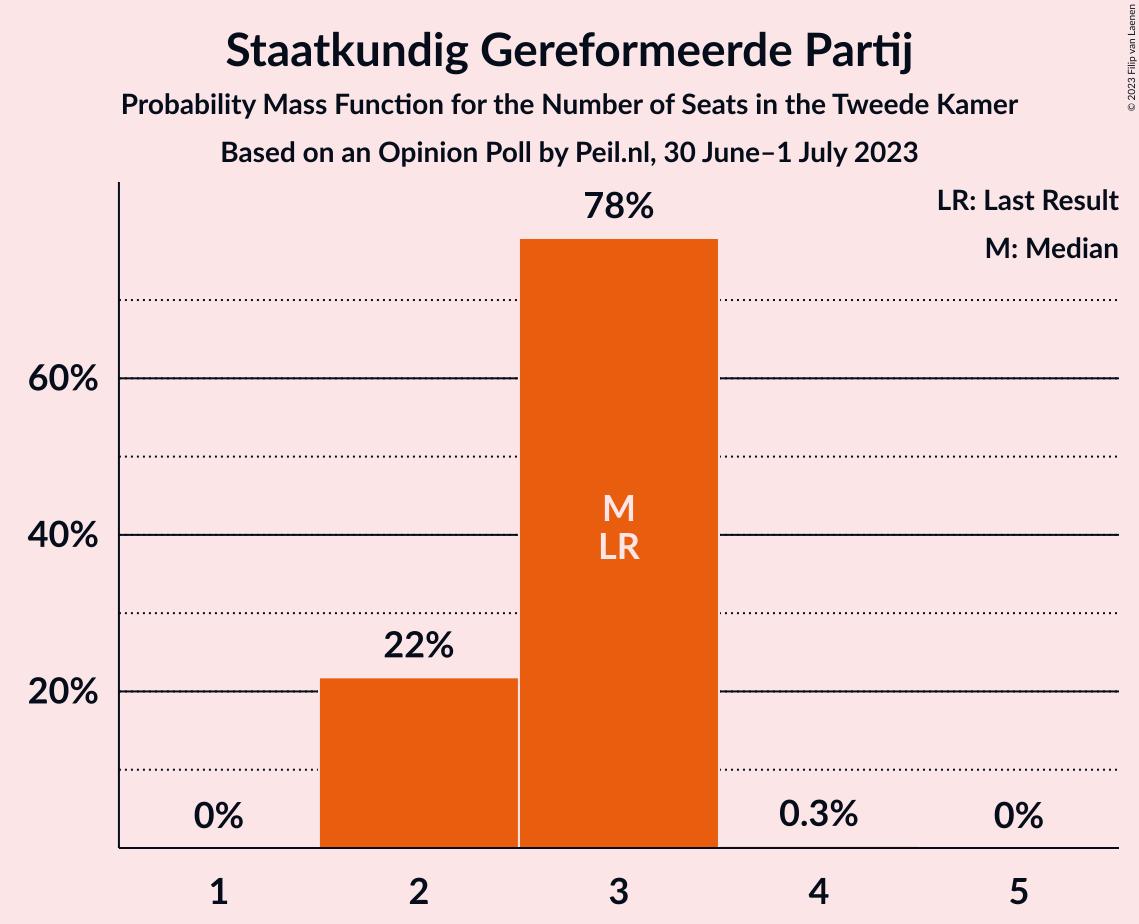 Staatkundig Gereformeerde Partij
Probability Mass Function for the Number of Seats in the Tweede Kamer
Based on an Opinion Poll by Peil.nl, 30 June–1 July 2023
© 2023 Filip van Laenen
LR: Last Result
M: Median
78%
60%
40%
20%
M
LR
22%
0%
0.3%
0%
1 2 3 4 5